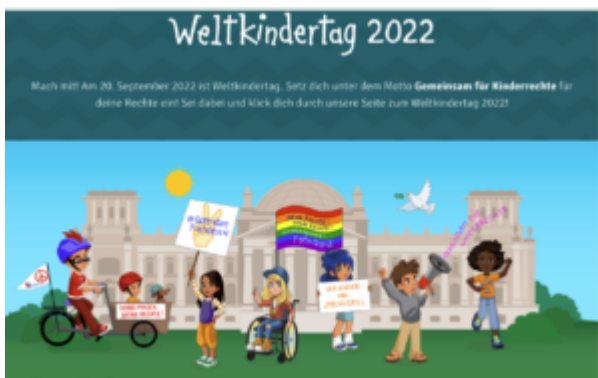 Weltkindertag 2022
Mach mit! Am 20. September 2022 ist Weltkindertag. Setz dich unter dem Motto Gemeinsam für Kinderrechte für
deine Rechte ein! Sei dabei und klick dich durch unsere Seite zum Weltkindertag 2022!